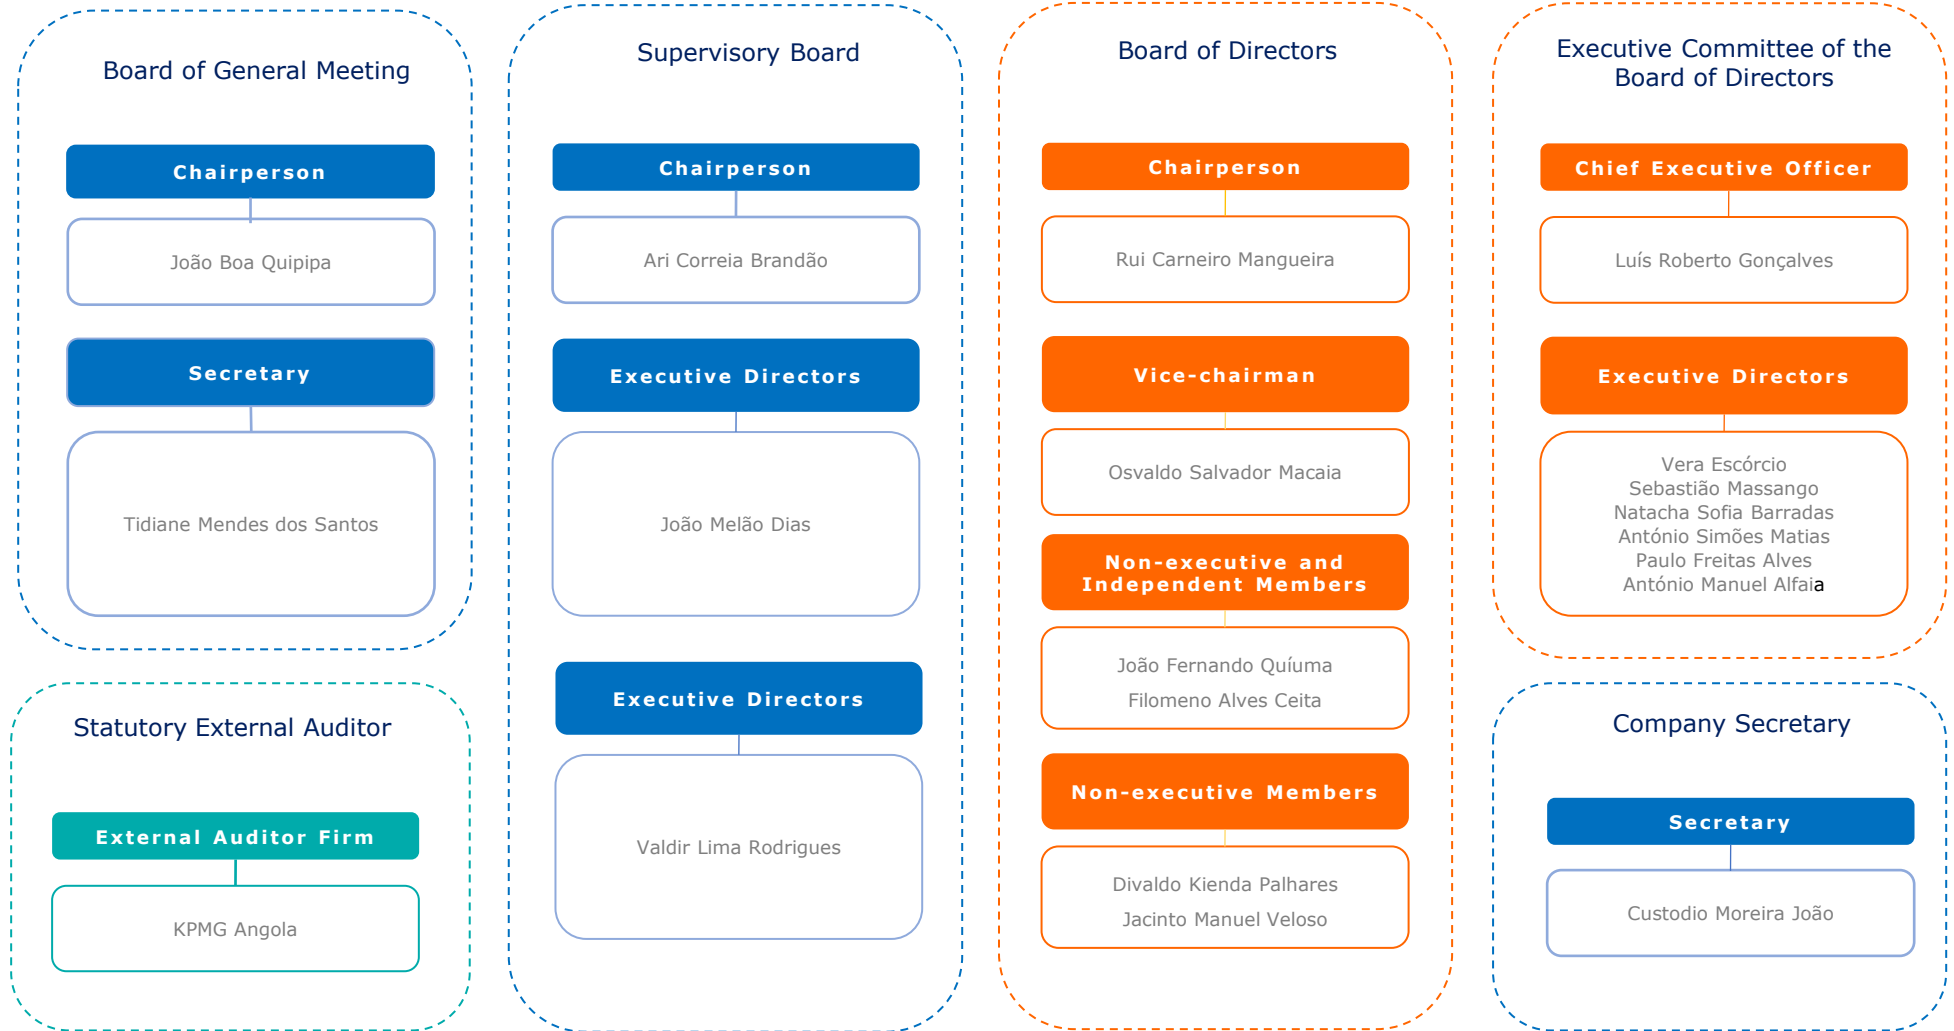 Board of General Meeting
Chairperson
João Boa Quipipa
Secretary
Tidiane Mendes dos Santos
Statutory External Auditor
External Auditor Firm
KPMG Angola
Supervisory Board
Chairperson
Ari Correia Brandão
Executive Directors
João Melão Dias
Executive Directors
Valdir Lima Rodrigues
Board of Directors
Chairperson
Rui Carneiro Mangueira
Vice-chairman
Osvaldo Salvador Macaia
Non-executive and
Independent Members
João Fernando Quíuma
Filomeno Alves Ceita
Non-executive Members
Divaldo Kienda Palhares
Jacinto Manuel Veloso
Executive Committee of the
Board of Directors
Chief Executive Officer
Luís Roberto Gonçalves
Executive Directors
Vera Escórcio
Sebastião Massango
Natacha Sofia Barradas
António Simões Matias
Paulo Freitas Alves
António Manuel Alfaia
Company Secretary
Secretary
Custodio Moreira João